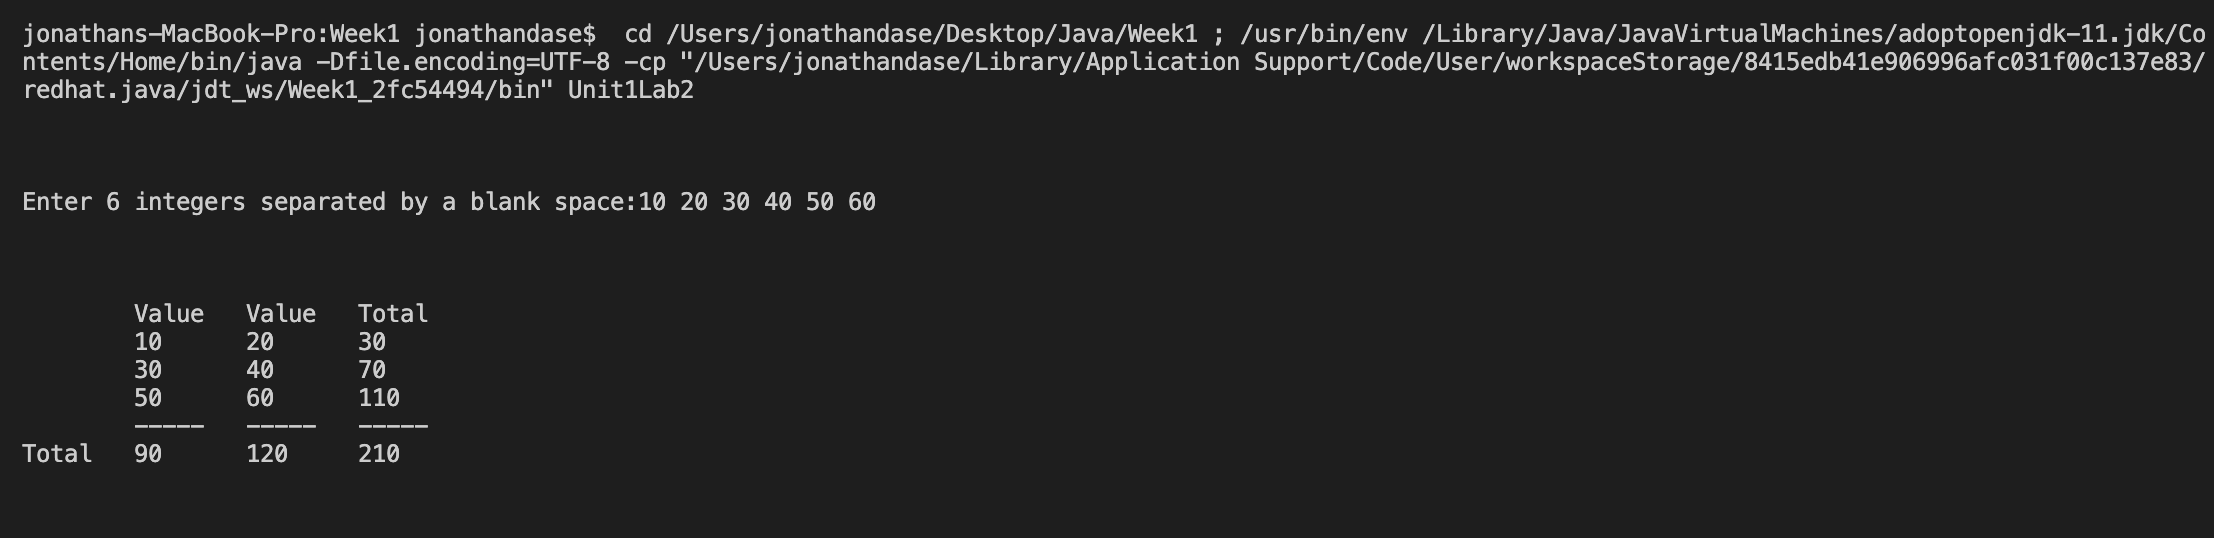 jonathans-MacBook-Pro:Week1 jonathandase$  cd /Users/jonathandase/Desktop/Java/Week1 ; /usr/bin/env /Library/Java/JavaVirtualMachines/adoptopenjdk-11.jdk/Co
ntents/Home/bin/java -Dfile.encoding=UTF-8 -cp "/Users/jonathandase/Library/Application Support/Code/User/workspaceStorage/8415edb41e906996afc031f00c137e83/
redhat.java/jdt_ws/Week1_2fc54494/bin" Unit1Lab2
Enter 6 integers separated by a blank space:10 20 30 40 50 60
        Value   Value   Total
        10      20      30
        30      40      70
        50      60      110
        -----   -----   -----
Total   90      120     210